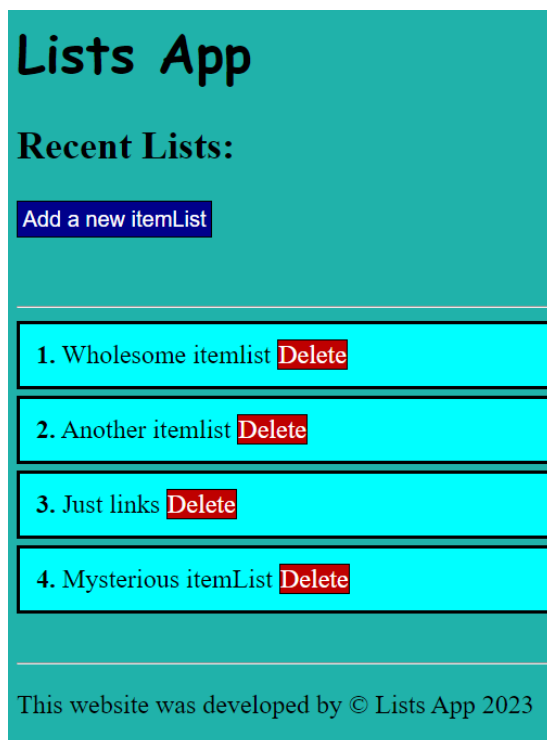 Lists App
Recent Lists:
Add a new itemList
1. Wholesome itemlist Delete
2. Another itemlist Delete
3. Just links Delete
4. Mysterious itemList Delete
This website was developed by © Lists App 2023